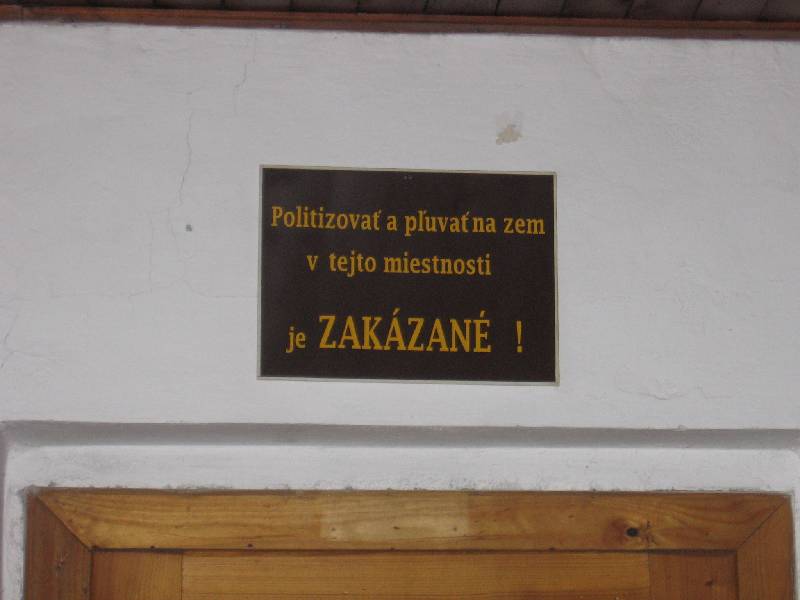 Politizovať a pľuvať na zem
v tejto miestnosti
je ZAKÁZANÉ !